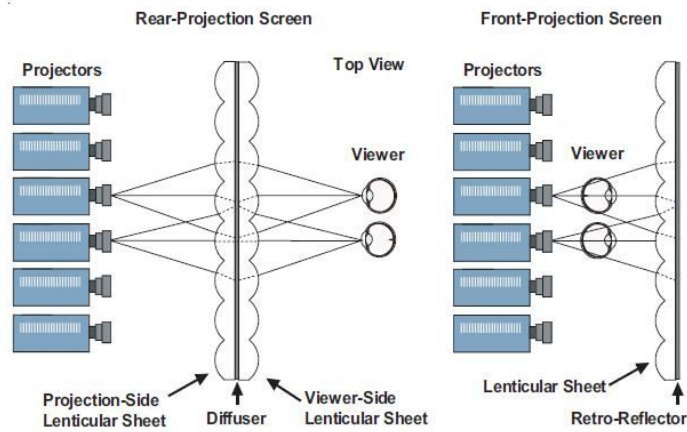 Rear-Projection Screen
Front-Projection Screen
Top View
Projectors
Projectors
Viewer
Viewer
Projection-Side
Lenticular Sheet
Diffuser
Viewer-Side
Lenticular Sheet
Lenticular Sheet
Retro-Reflector